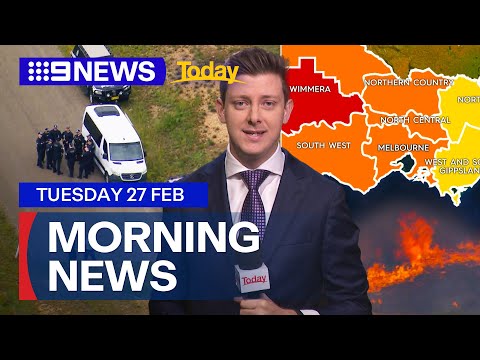 9NEWS
Today
TUESDAY 27 FEB
MORNING
NEWS
Today
WIMMERA
NORTHERN COUNTRY
NORTH CENTRAL
SOUTH WEST
MELBOURNE
WEST AND SO
GIPPSLAN